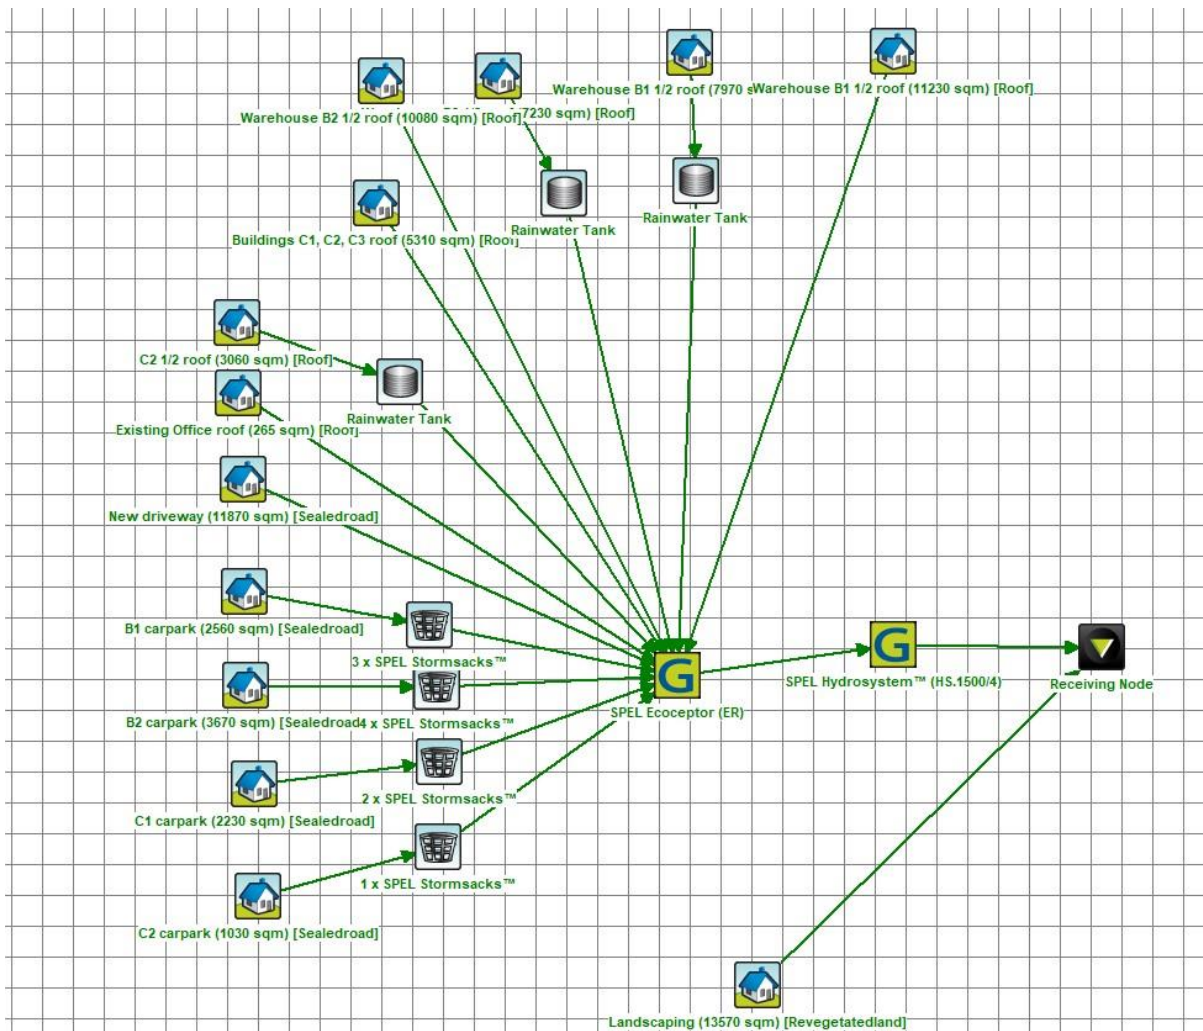 Warehouse B1 1/2 roof (7970 s
Warehouse B1 1/2 roof (11230 sqm) [Roof]
Warehouse B2 1/2 roof (10080 sqm) [Roof]
7230 sqm) [Roof]
Rainwater Tank
Rainwater Tank
Buildings C1, C2, C3 roof (5310 sqm) [Roof]
C2 1/2 roof (3060 sqm) [Roof]
Rainwater Tank
Existing Office roof (265 sqm) [Roof]
New driveway (11870 sqm) [Sealedroad]
B1 carpark (2560 sqm) [Sealedroad]
3 x SPEL Stormsacks™
G
G
SPEL Hydrosystem™ (HS.1500/4)
Receiving Node
B2 carpark (3670 sqm) [Sealedroad
4 x SPEL Stormsacks™
SPEL Ecoceptor (ER)
2 x SPEL Stormsacks™
C1 carpark (2230 sqm) [Sealedroad]
1 x SPEL Stormsacks™
C2 carpark (1030 sqm) [Sealedroad]
Landscaping (13570 sqm) [Revegetatedland]